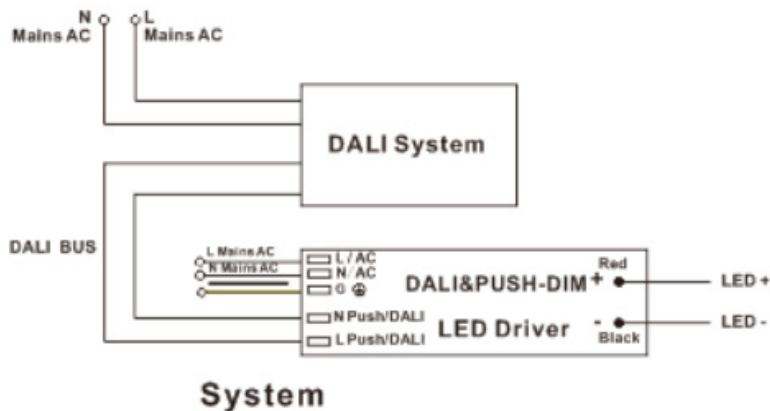 N L
Mains AC Mains AC
DALI System
DALI BUS
L Mains AC
N Mains AC
L / AC
N/AC
G
N Push/DALI
L Push/DALI
DALI&PUSH-DIM
LED Driver
Red
+
-
Black
LED +
LED -
System